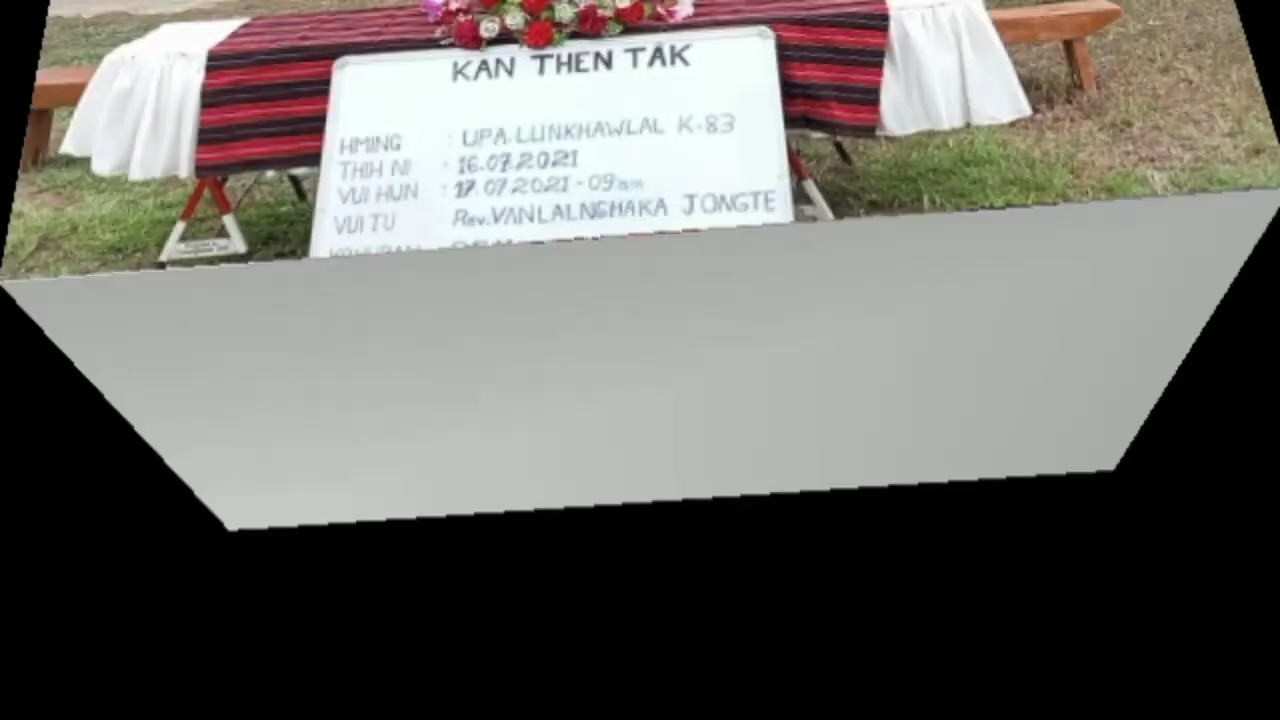 KAN THEN TAK
HMING : UPA. LUNKHAWLAL K-83
THIH NI : 16.07.2021
VUI HUN : 17.07.2021 - 09am
VUI TU Rev. VANLALNGHAKA JONGTE